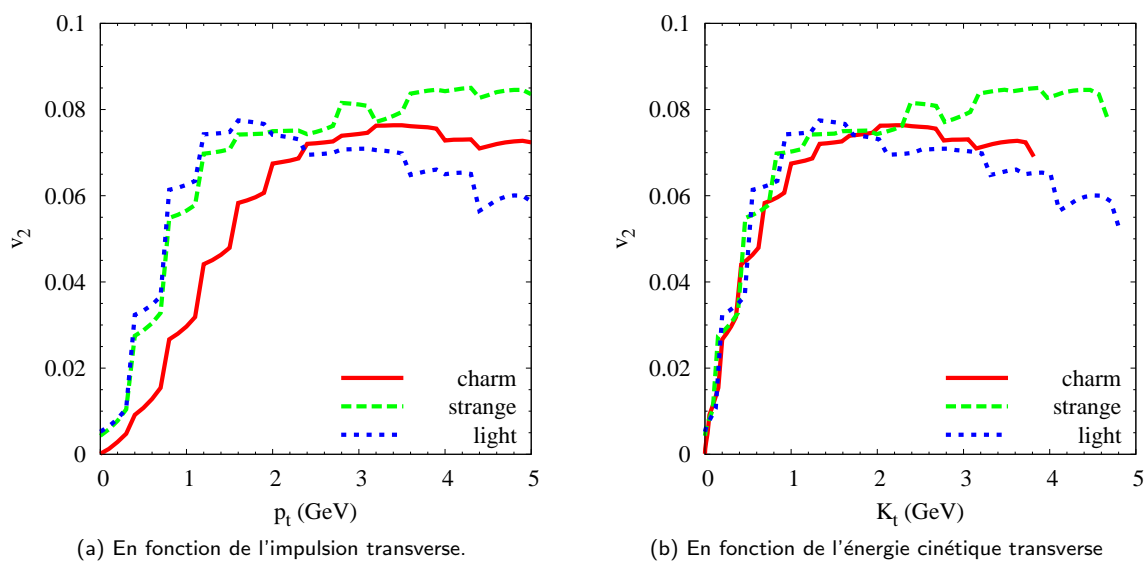 0.1
0.08
0.06
0.04
0.02
0
v2
charm
strange
light
0 1 2 3 4 5
pt (GeV)
(a) En fonction de l'impulsion transverse.
0.1
0.08
0.06
0.04
0.02
0
v2
charm
strange
light
0 1 2 3 4 5
Kt (GeV)
(b) En fonction de l'énergie cinétique transverse